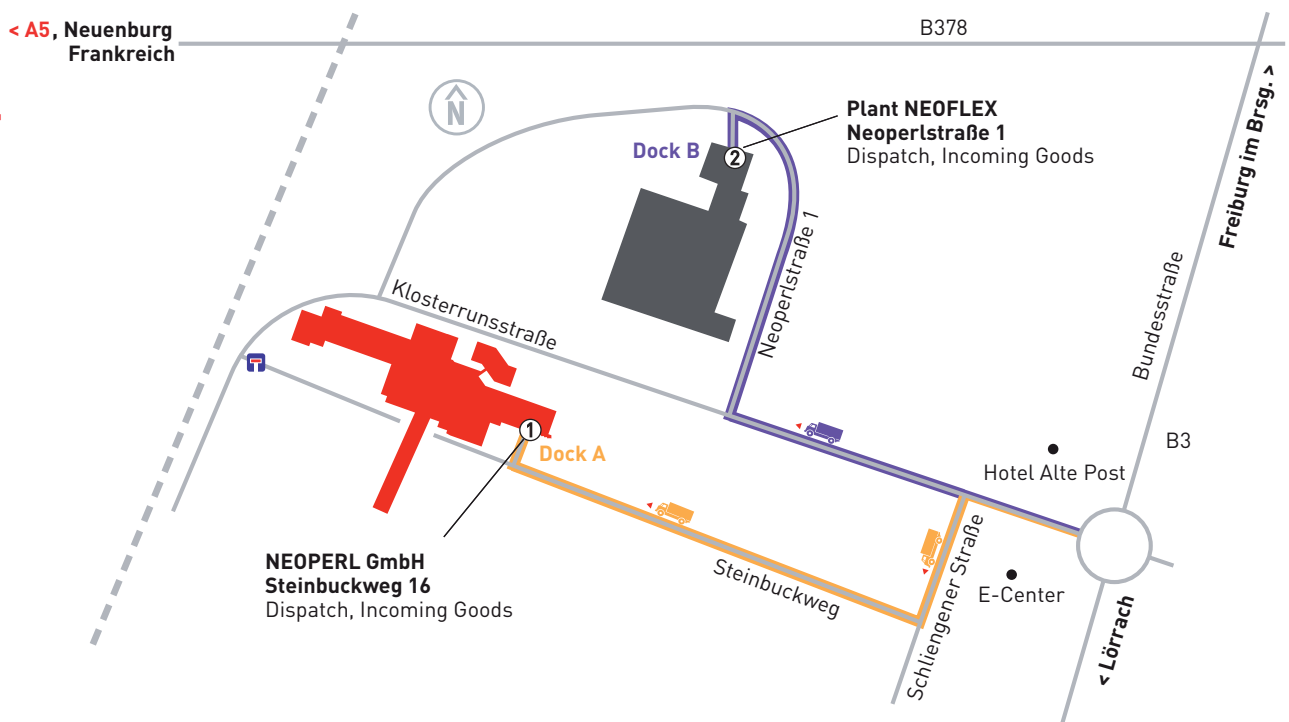 < A5, Neuenburg
Frankreich
B378
N
Freiburg im Brsg. >
Plant NEOFLEX
Neoperlstraße 1
Dispatch, Incoming Goods
Dock B
2
Neoperlstraße 1
Klosterrunsstraße
Bundesstraße
B3
Hotel Alte Post
1
Dock A
NEOPERL GmbH
Steinbuckweg 16
Dispatch, Incoming Goods
Steinbuckweg
Schliengener Straße
E-Center
< Lörrach